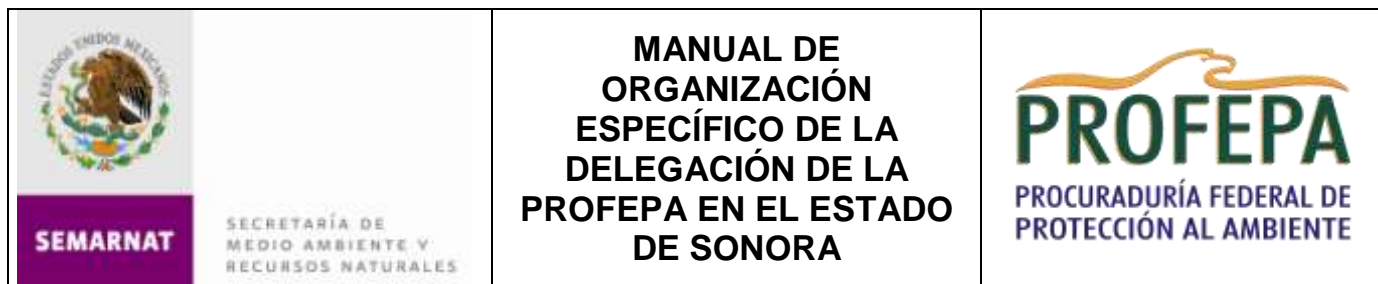 ESTADOS UNIDOS MEXICANOS
SEMARNAT
SECRETARÍA DE
MEDIO AMBIENTE Y
RECURSOS NATURALES
MANUAL DE
ORGANIZACIÓN
ESPECÍFICO DE LA
DELEGACIÓN DE LA
PROFEPA EN EL ESTADO
DE SONORA
PROFEPA
PROCURADURÍA FEDERAL DE
PROTECCIÓN AL AMBIENTE